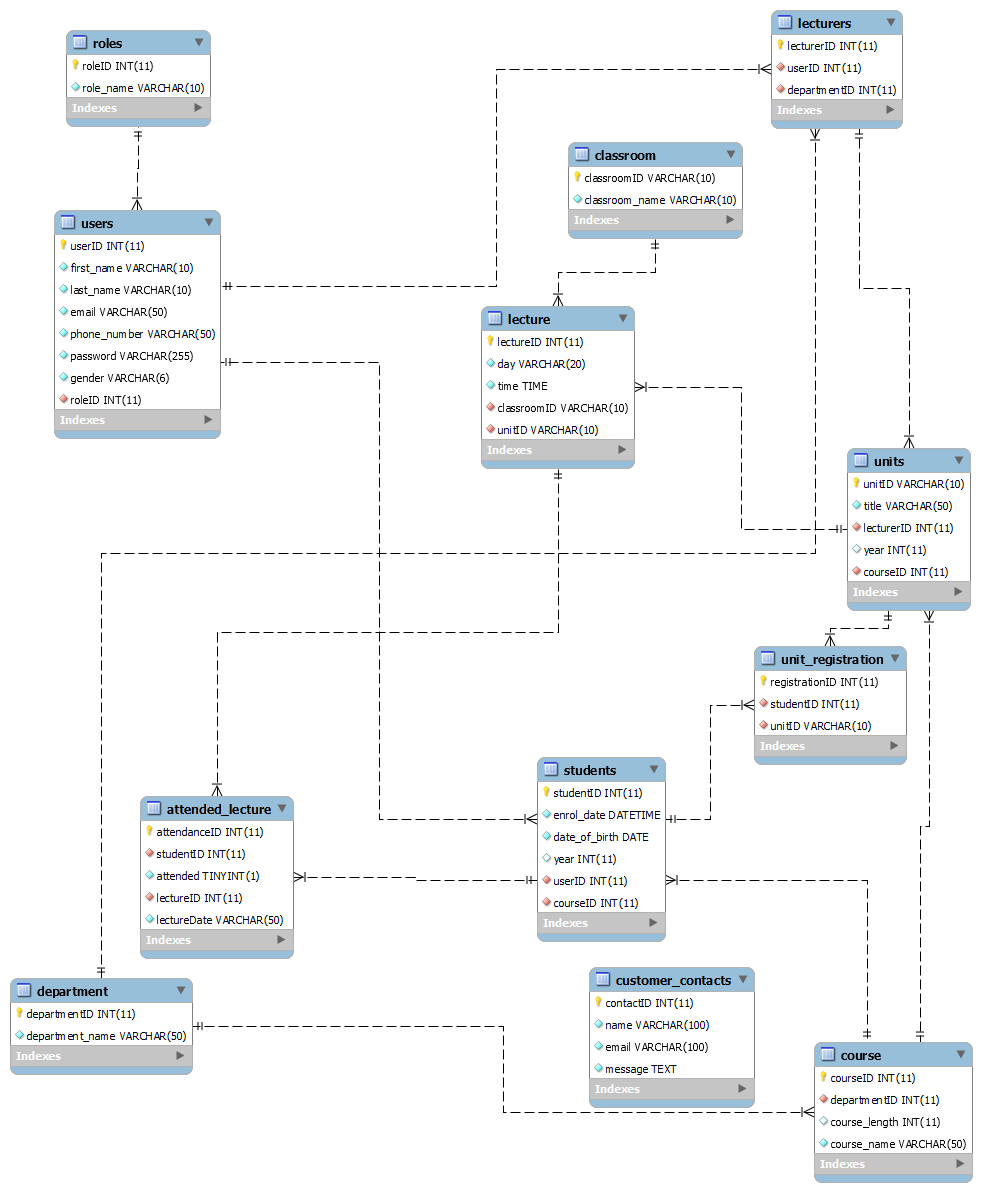 roles
roleID INT(11)
role_name VARCHAR(10)
Indexes
lecturers
lecturerID INT(11)
userID INT(11)
departmentID INT(11)
Indexes
classroom
classroomID VARCHAR(10)
classroom_name VARCHAR(10)
Indexes
users
userID INT(11)
first_name VARCHAR(10)
last_name VARCHAR(10)
email VARCHAR(50)
phone_number VARCHAR(50)
password VARCHAR(255)
gender VARCHAR(6)
roleID INT(11)
Indexes
lecture
lectureID INT(11)
day VARCHAR(20)
time TIME
classroomID VARCHAR(10)
unitID VARCHAR(10)
Indexes
units
unitID VARCHAR(10)
title VARCHAR(50)
lecturerID INT(11)
year INT(11)
courseID INT(11)
Indexes
unit_registration
registrationID INT(11)
studentID INT(11)
unitID VARCHAR(10)
Indexes
students
studentID INT(11)
enrol_date DATETIME
date_of_birth DATE
year INT(11)
userID INT(11)
courseID INT(11)
Indexes
attended_lecture
attendanceID INT(11)
studentID INT(11)
attended TINYINT(1)
lectureID INT(11)
lectureDate VARCHAR(50)
Indexes
department
departmentID INT(11)
department_name VARCHAR(50)
Indexes
customer_contacts
contactID INT(11)
name VARCHAR(100)
email VARCHAR(100)
message TEXT
Indexes
course
courseID INT(11)
departmentID INT(11)
course_length INT(11)
course_name VARCHAR(50)
Indexes